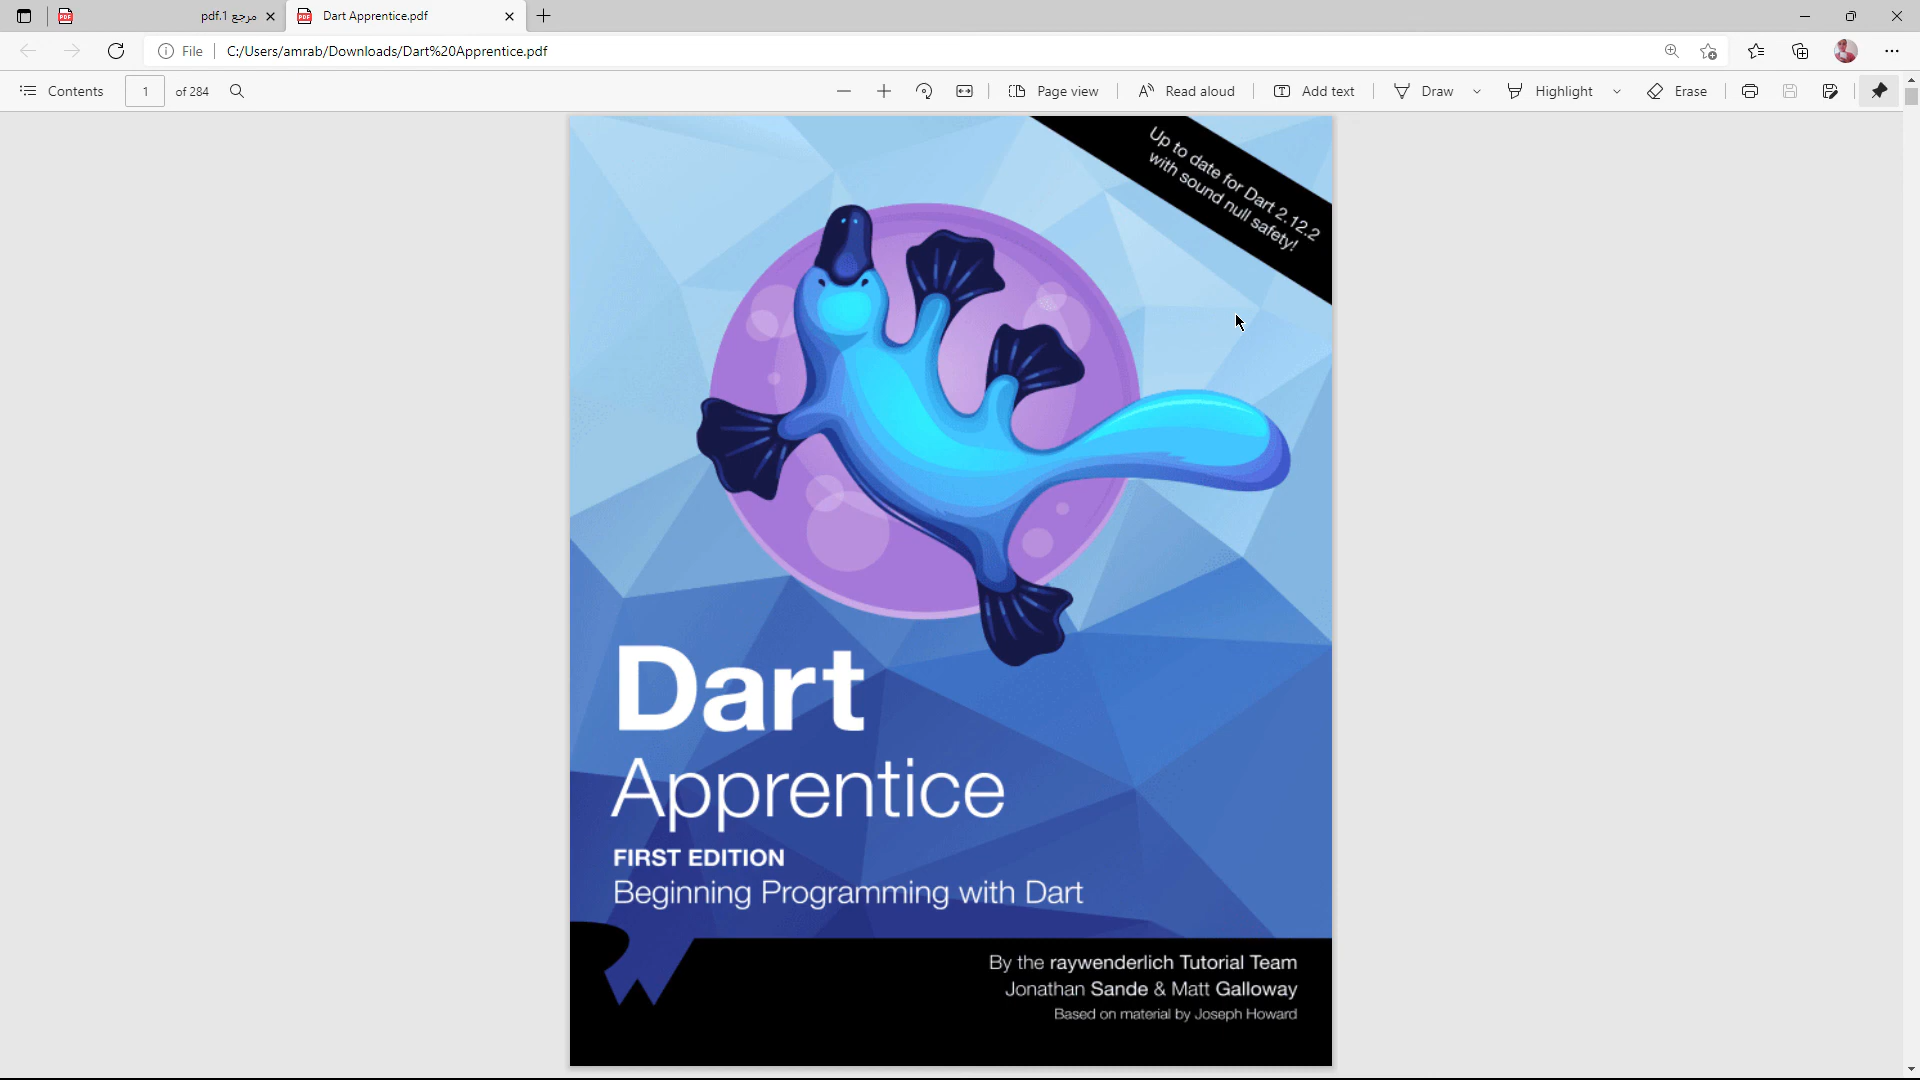 مرجع 1.pdf
Dart Apprentice.pdf
File
C:/Users/amrab/Downloads/Dart%20Apprentice.pdf
Contents
1
of 284
Page view
Read aloud
Add text
Draw
Highlight
Erase
Up to date for Dart 2.12.2
with sound null safety!
Dart
Apprentice
FIRST EDITION
Beginning Programming with Dart
By the raywenderlich Tutorial Team
Jonathan Sande & Matt Galloway
Based on material by Joseph Howard